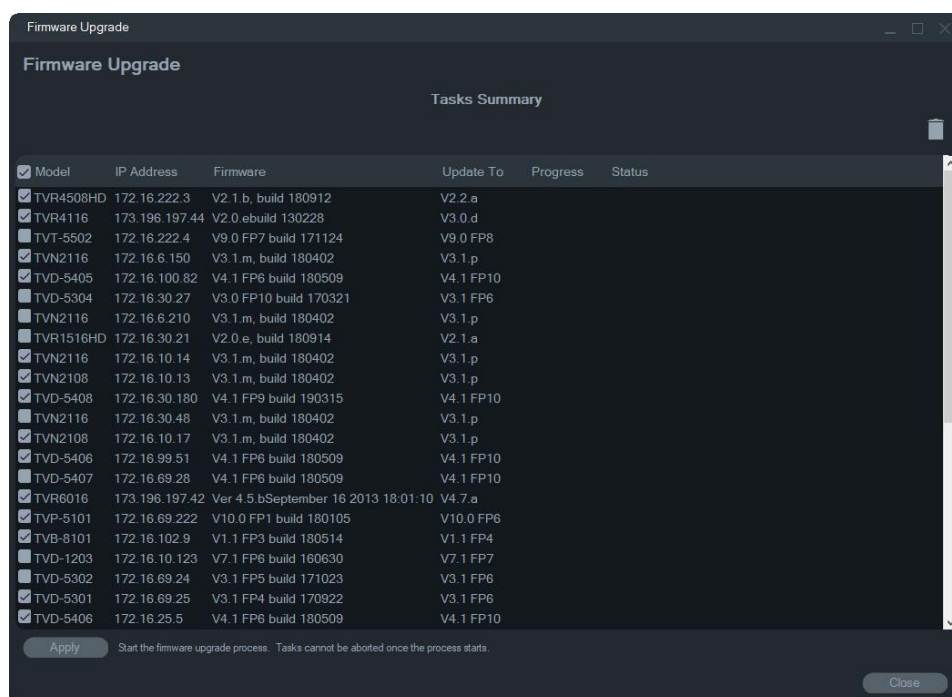 Firmware Upgrade
Firmware Upgrade
Tasks Summary
Model IP Address Firmware Update To Progress Status
TVR4508HD 172.16.222.3 V2.1.b, build 180912 V2.2.a
TVR4116 173.196.197.44 V2.0.ebuild 130228 V3.0.d
TVT-5502 172.16.222.4 V9.0 FP7 build 171124 V9.0 FP8
TVN2116 172.16.6.150 V3.1.m, build 180402 V3.1.p
TVD-5405 172.16.100.82 V4.1 FP6 build 180509 V4.1 FP10
TVD-5304 172.16.30.27 V3.0 FP10 build 170321 V3.1 FP6
TVN2116 172.16.6.210 V3.1.m, build 180402 V3.1.p
TVR1516HD 172.16.30.21 V2.0.e, build 180914 V2.1.a
TVN2116 172.16.10.14 V3.1.m, build 180402 V3.1.p
TVN2108 172.16.10.13 V3.1.m, build 180402 V3.1.p
TVD-5408 172.16.30.180 V4.1 FP9 build 190315 V4.1 FP10
TVN2116 172.16.30.48 V3.1.m, build 180402 V3.1.p
TVN2108 172.16.10.17 V3.1.m, build 180402 V3.1.p
TVD-5406 172.16.99.51 V4.1 FP6 build 180509 V4.1 FP10
TVD-5407 172.16.69.28 V4.1 FP6 build 180509 V4.1 FP10
TVR6016 173.196.197.42 Ver 4.5.bSeptember 16 2013 18:01:10 V4.7.a
TVP-5101 172.16.69.222 V10.0 FP1 build 180105 V10.0 FP6
TVB-8101 172.16.102.9 V1.1 FP3 build 180514 V1.1 FP4
TVD-1203 172.16.10.123 V7.1 FP6 build 160630 V7.1 FP7
TVD-5302 172.16.69.24 V3.1 FP5 build 171023 V3.1 FP6
TVD-5301 172.16.69.25 V3.1 FP4 build 170922 V3.1 FP6
TVD-5406 172.16.25.5 V4.1 FP6 build 180509 V4.1 FP10
Apply Start the firmware upgrade process. Tasks cannot be aborted once the process starts.
Close